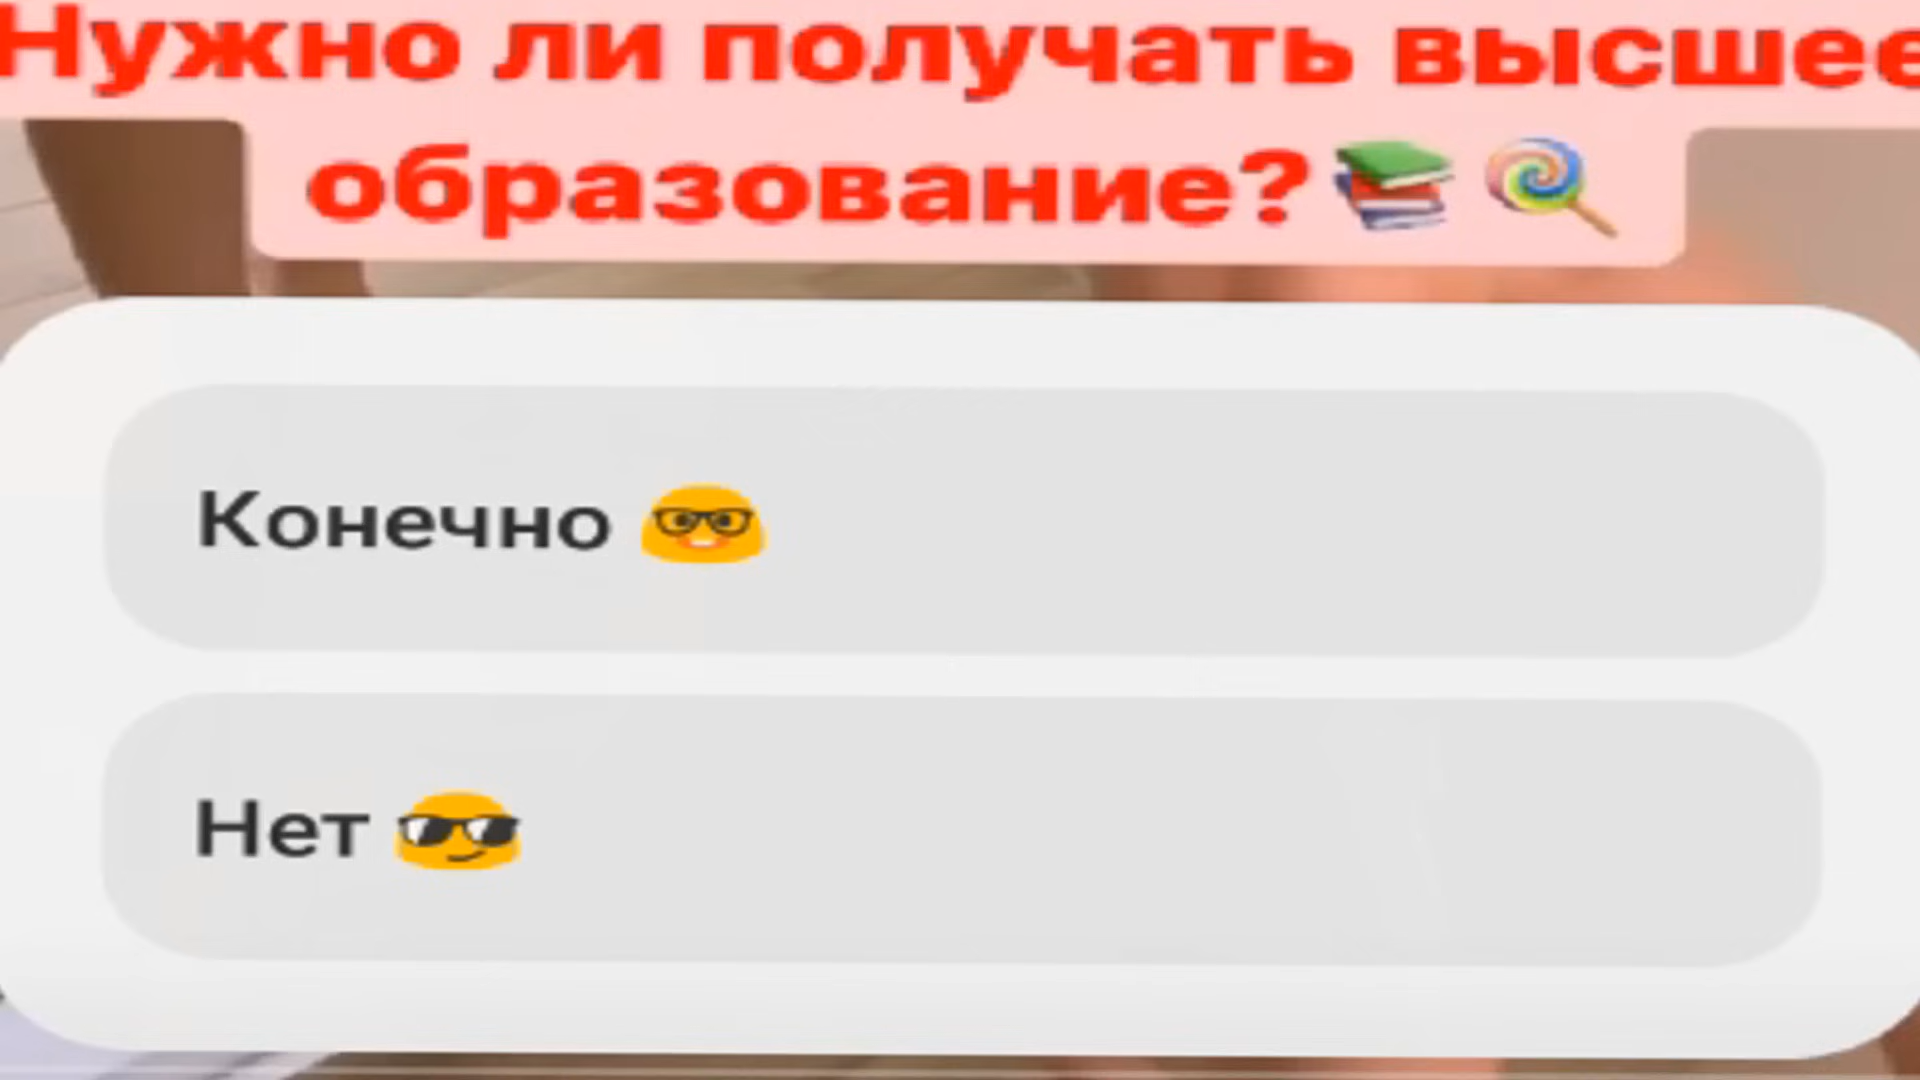 Нужно ли получать высшее
образование?📚🍭
Конечно 🤓
Нет 😎